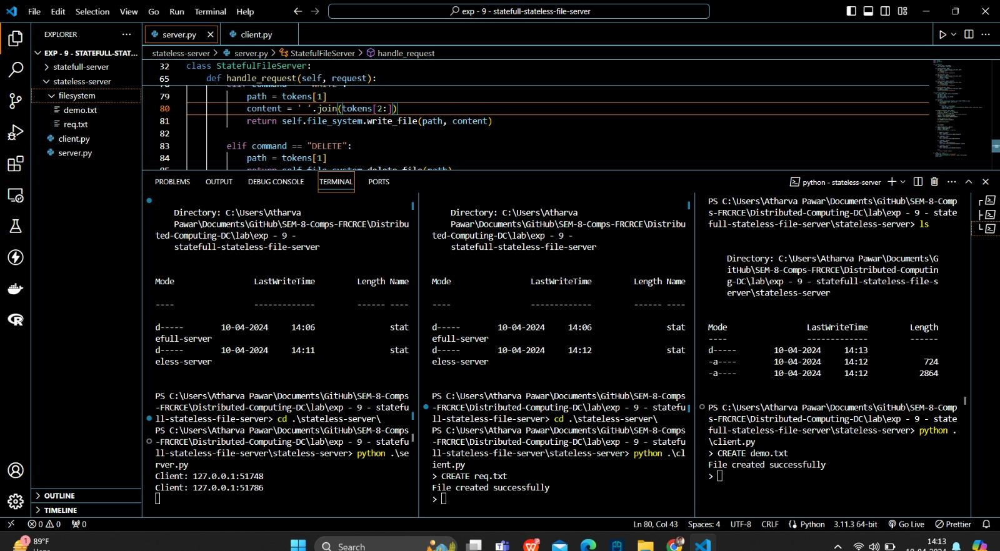 File Edit Selection View Go Run Terminal Help
exp - 9 - statefull-stateless-file-server
EXPLORER
EXP - 9 - STATEFULL-STAT...
statefull-server
stateless-server
filesystem
demo.txt
req.txt
client.py
server.py
OUTLINE
TIMELINE
server.py client.py
stateless-server > server.py > StatefulFileServer > handle_request
32 class StatefulFileServer:
65 def handle_request(self, request):
79 path = tokens[1]
80 content = ' '.join(tokens[2:])
81 return self.file_system.write_file(path, content)
82
83 elif command == "DELETE":
84 path = tokens[1]
return self.file_system.delete_file(path)
PROBLEMS OUTPUT DEBUG CONSOLE TERMINAL PORTS
python - stateless-server
Directory: C:\Users\Atharva
Pawar\Documents\GitHub\SEM-8-Comps-FRCRCE\Distribu
ted-Computing-DC\lab\exp - 9 -
statefull-stateless-file-server
Mode LastWriteTime Length Name
---- ------------- ------ ----
d----- 10-04-2024 14:06 stat
efull-server
d----- 10-04-2024 14:11 stat
eless-server
PS C:\Users\Atharva Pawar\Documents\GitHub\SEM-8-Comps
-FRCRCE\Distributed-Computing-DC\lab\exp - 9 - statefu
ll-stateless-file-server> cd .\stateless-server\
PS C:\Users\Atharva Pawar\Documents\GitHub\SEM-8-Comps
-FRCRCE\Distributed-Computing-DC\lab\exp - 9 - statefu
ll-stateless-file-server\stateless-server> python .\se
rver.py
Client: 127.0.0.1:51748
Client: 127.0.0.1:51786
Directory: C:\Users\Atharva
Pawar\Documents\GitHub\SEM-8-Comps-FRCRCE\Distribu
ted-Computing-DC\lab\exp - 9 -
statefull-stateless-file-server
Mode LastWriteTime Length Name
---- ------------- ------ ----
d----- 10-04-2024 14:06 stat
efull-server
d----- 10-04-2024 14:12 stat
eless-server
PS C:\Users\Atharva Pawar\Documents\GitHub\SEM-8-Comps
-FRCRCE\Distributed-Computing-DC\lab\exp - 9 - statefu
ll-stateless-file-server> cd .\stateless-server\
PS C:\Users\Atharva Pawar\Documents\GitHub\SEM-8-Comps
-FRCRCE\Distributed-Computing-DC\lab\exp - 9 - statefu
ll-stateless-file-server\stateless-server> python .\cl
ient.py
> CREATE req.txt
File created successfully
>
PS C:\Users\Atharva Pawar\Documents\GitHub\SEM-8-Comp
s-FRCRCE\Distributed-Computing-DC\lab\exp - 9 - state
full-stateless-file-server\stateless-server> ls
Directory: C:\Users\Atharva Pawar\Documents\G
itHub\SEM-8-Comps-FRCRCE\Distributed-Computin
g-DC\lab\exp - 9 - statefull-stateless-file-s
erver\stateless-server
Mode LastWriteTime Length
---- ------------- ------
d----- 10-04-2024 14:13
-a---- 10-04-2024 14:12 724
-a---- 10-04-2024 14:12 2864
PS C:\Users\Atharva Pawar\Documents\GitHub\SEM-8-Comp
s-FRCRCE\Distributed-Computing-DC\lab\exp - 9 - state
full-stateless-file-server\stateless-server> python .
\client.py
> CREATE demo.txt
File created successfully
>
0 0 0
Ln 80, Col 43 Spaces: 4 UTF-8 CRLF Python 3.11.3 64-bit Go Live Prettier
1 89°F
Search
14:13